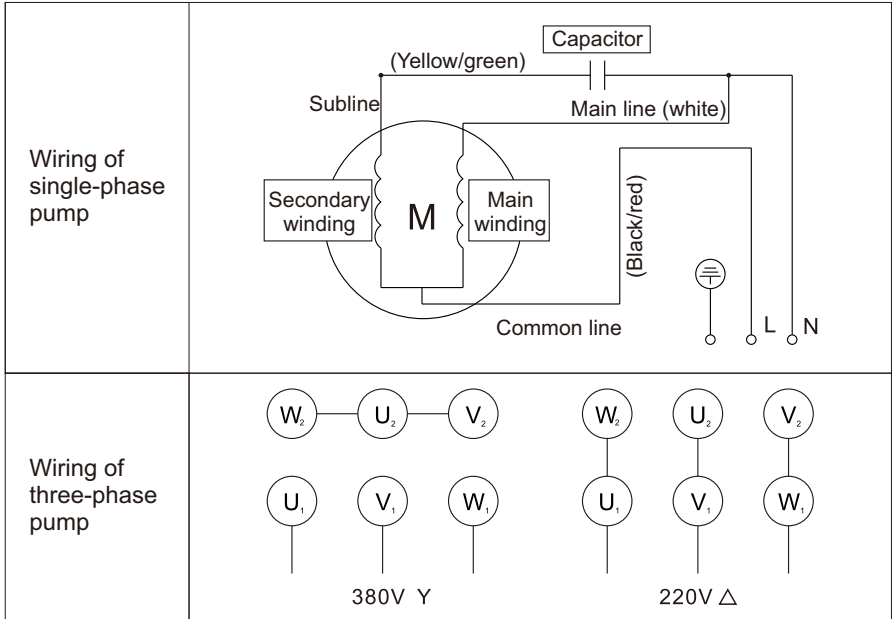 Wiring of
single-phase
pump
Capacitor
(Yellow/green)
Subline
Main line (white)
Secondary
winding
M
Main
winding
(Black/red)
Common line
L N
Wiring of
three-phase
pump
W₂ U₂ V₂ W₂ U₂ V₂
U₁ V₁ W₁ U₁ V₁ W₁
380V Y 220V △